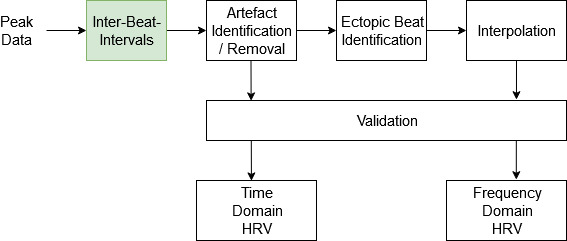 Peak
Data
Inter-Beat-
Intervals
Artefact
Identification
/ Removal
Ectopic Beat
Identification
Interpolation
Validation
Time
Domain
HRV
Frequency
Domain
HRV